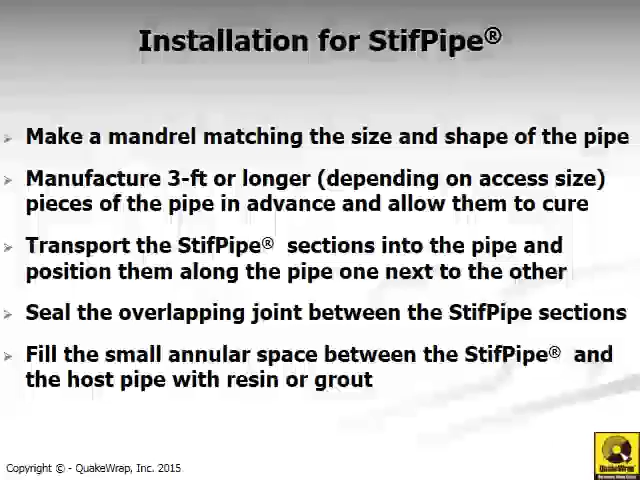 Installation for StifPipe®
Make a mandrel matching the size and shape of the pipe
Manufacture 3-ft or longer (depending on access size)
pieces of the pipe in advance and allow them to cure
Transport the StifPipe® sections into the pipe and
position them along the pipe one next to the other
Seal the overlapping joint between the StifPipe sections
Fill the small annular space between the StifPipe® and
the host pipe with resin or grout
Copyright © - QuakeWrap, Inc. 2015
QuakeWrap